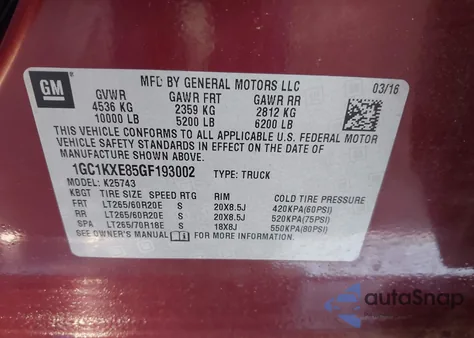 GM
MFD. BY GENERAL MOTORS LLC 03/16
GVWR GAWR FRT GAWR RR
4536 KG 2359 KG 2812 KG
10000 LB 5200 LB 6200 LB
THIS VEHICLE CONFORMS TO ALL APPLICABLE U.S. FEDERAL MOTOR
VEHICLE SAFETY STANDARDS IN EFFECT ON THE DATE OF
MANUFACTURE SHOWN ABOVE.
1GC1KXE85GF193002 TYPE: TRUCK
MODEL: K25743
KBGT TIRE SIZE SPEED RTG RIM COLD TIRE PRESSURE
FRT LT265/60R20E S 20X8.5J 420KPA(60PSI)
RR LT265/60R20E S 20X8.5J 520KPA(75PSI)
SPA LT265/70R18E S 18X8J 550KPA(80PSI)
SEE OWNER'S MANUAL FOR MORE INFORMATION.
autoSnap